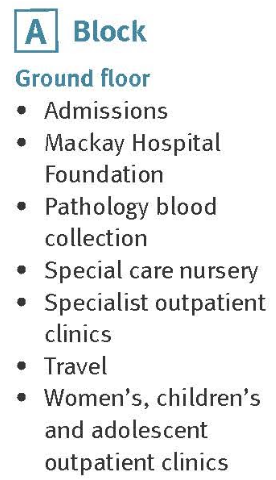 A Block
Ground floor
• Admissions
• Mackay Hospital
Foundation
• Pathology blood
collection
• Special care nursery
• Specialist outpatient
clinics
• Travel
• Women's, children's
and adolescent
outpatient clinics